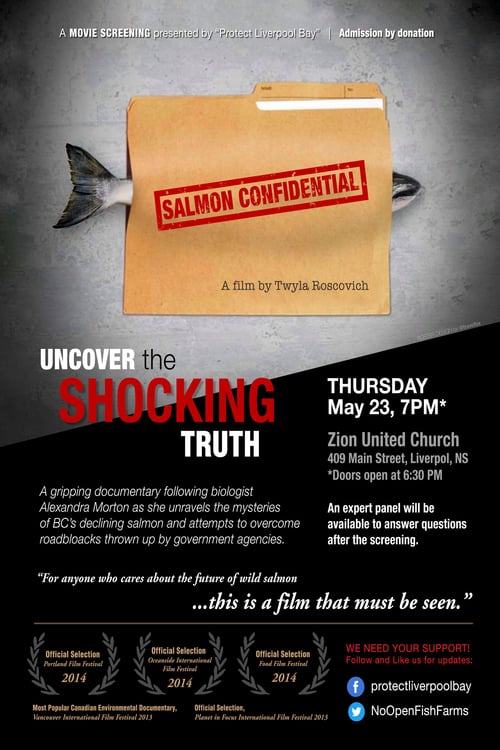 A MOVIE SCREENING presented by "Protect Liverpool Bay" | Admission by donation
NAME No.
SALMON CONFIDENTIAL
A film by Twyla Roscovich
UNCOVER the
SHOCKING
TRUTH
THURSDAY
May 23, 7PM*
Zion United Church
409 Main Street, Liverpol, NS
*Doors open at 6:30 PM
A gripping documentary following biologist
Alexandra Morton as she unravels the mysteries
of BC's declining salmon and attempts to overcome
roadbloacks thrown up by government agencies.
An expert panel will be
available to answer questions
after the screening.
"For anyone who cares about the future of wild salmon
...this is a film that must be seen."
Official Selection
Portland Film Festival
2014
Official Selection
Oceanside International
Film Festival
2014
Official Selection
Food Film Festival
2014
WE NEED YOUR SUPPORT!
Follow and Like us for updates:
protectliverpoolbay
NoOpenFishFarms
Most Popular Canadian Environmental Documentary,
Vancouver International Film Festival 2013
Official Selection,
Planet in Focus International Film Festival 2013